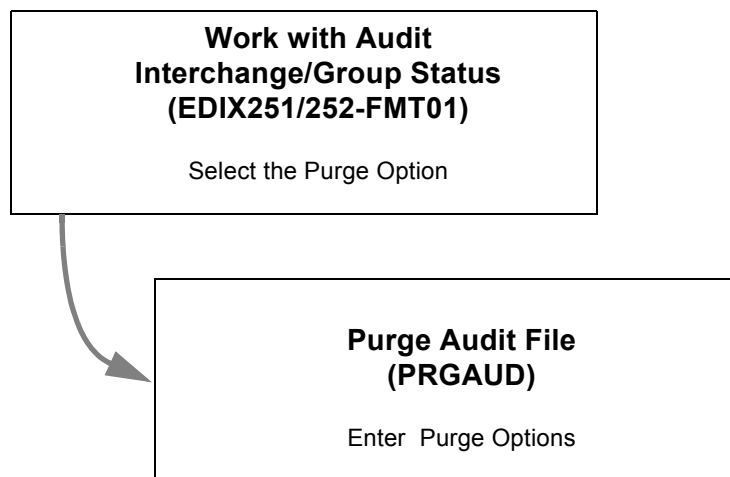 Work with Audit
Interchange/Group Status
(EDIX251/252-FMT01)
Select the Purge Option
Purge Audit File
(PRGAUD)
Enter Purge Options